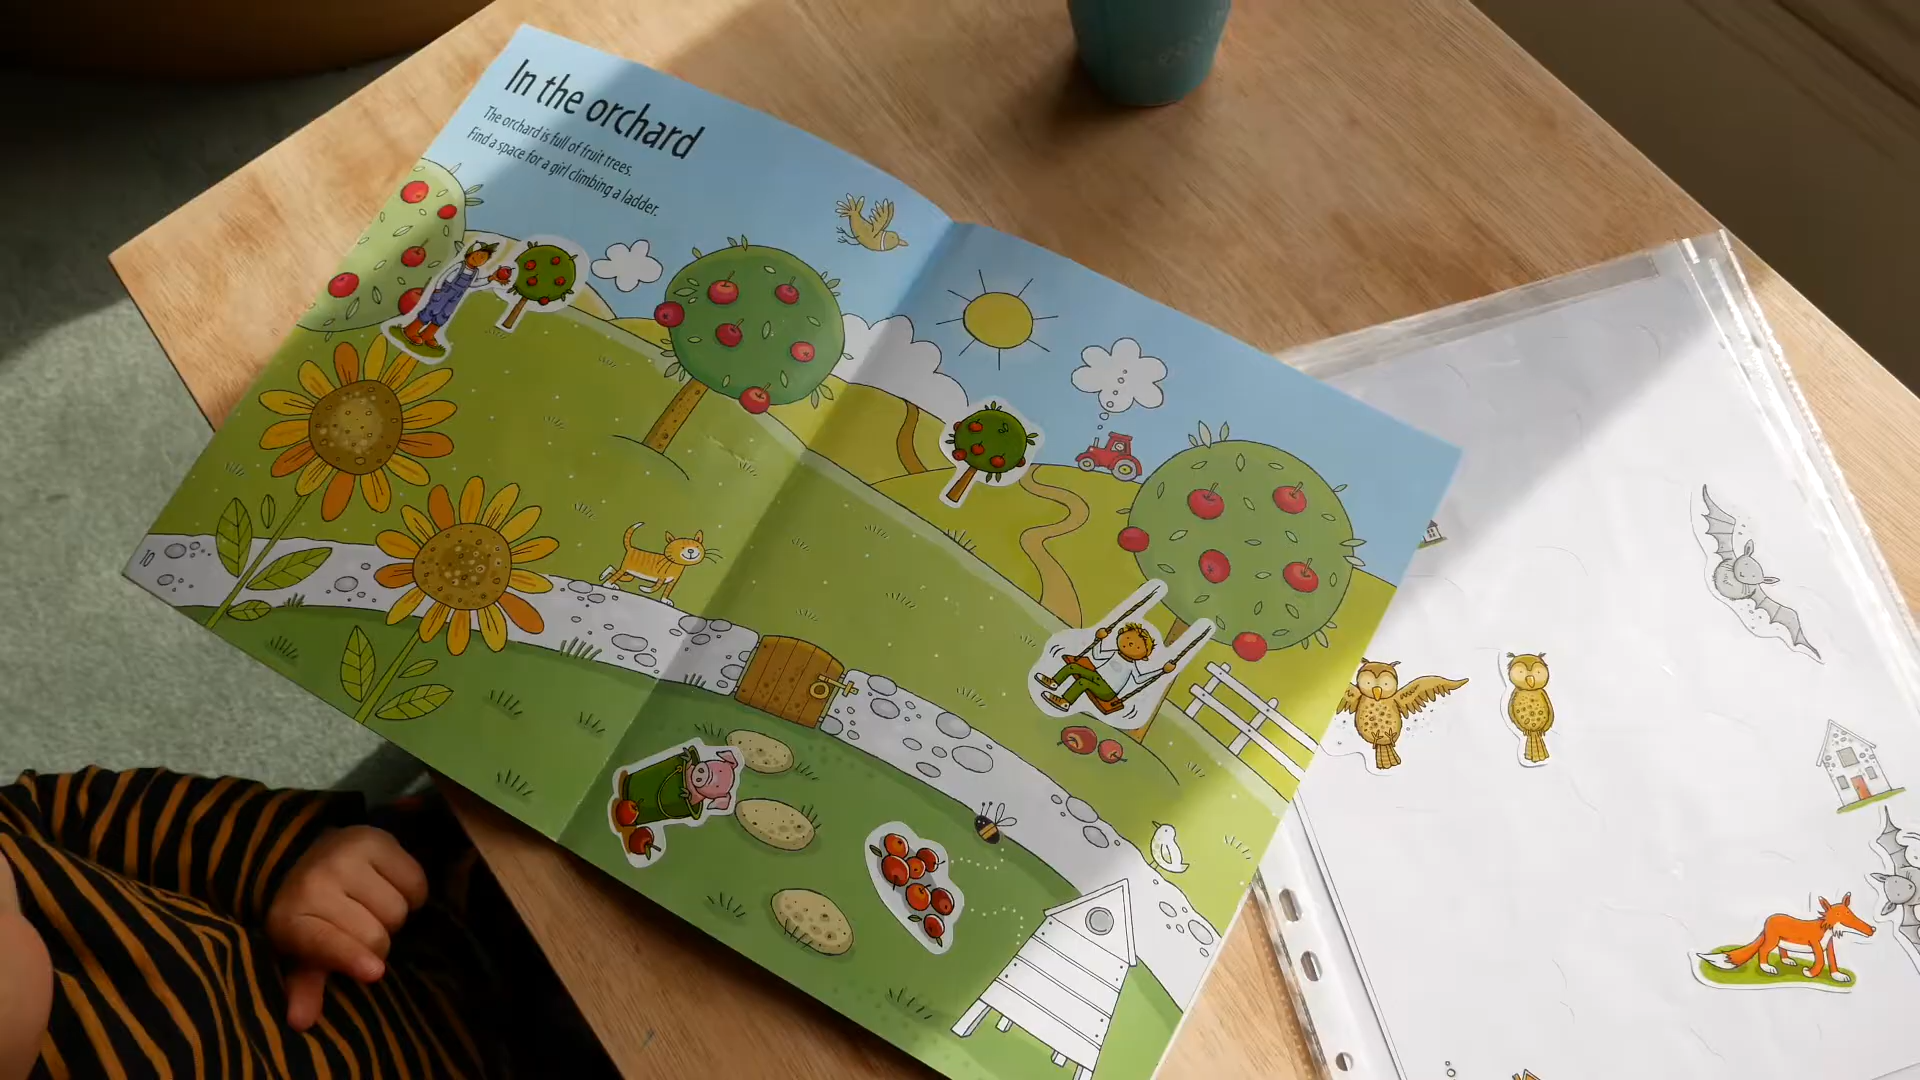 In the orchard
The orchard is full of fruit trees.
Find a space for a girl climbing a ladder.
10